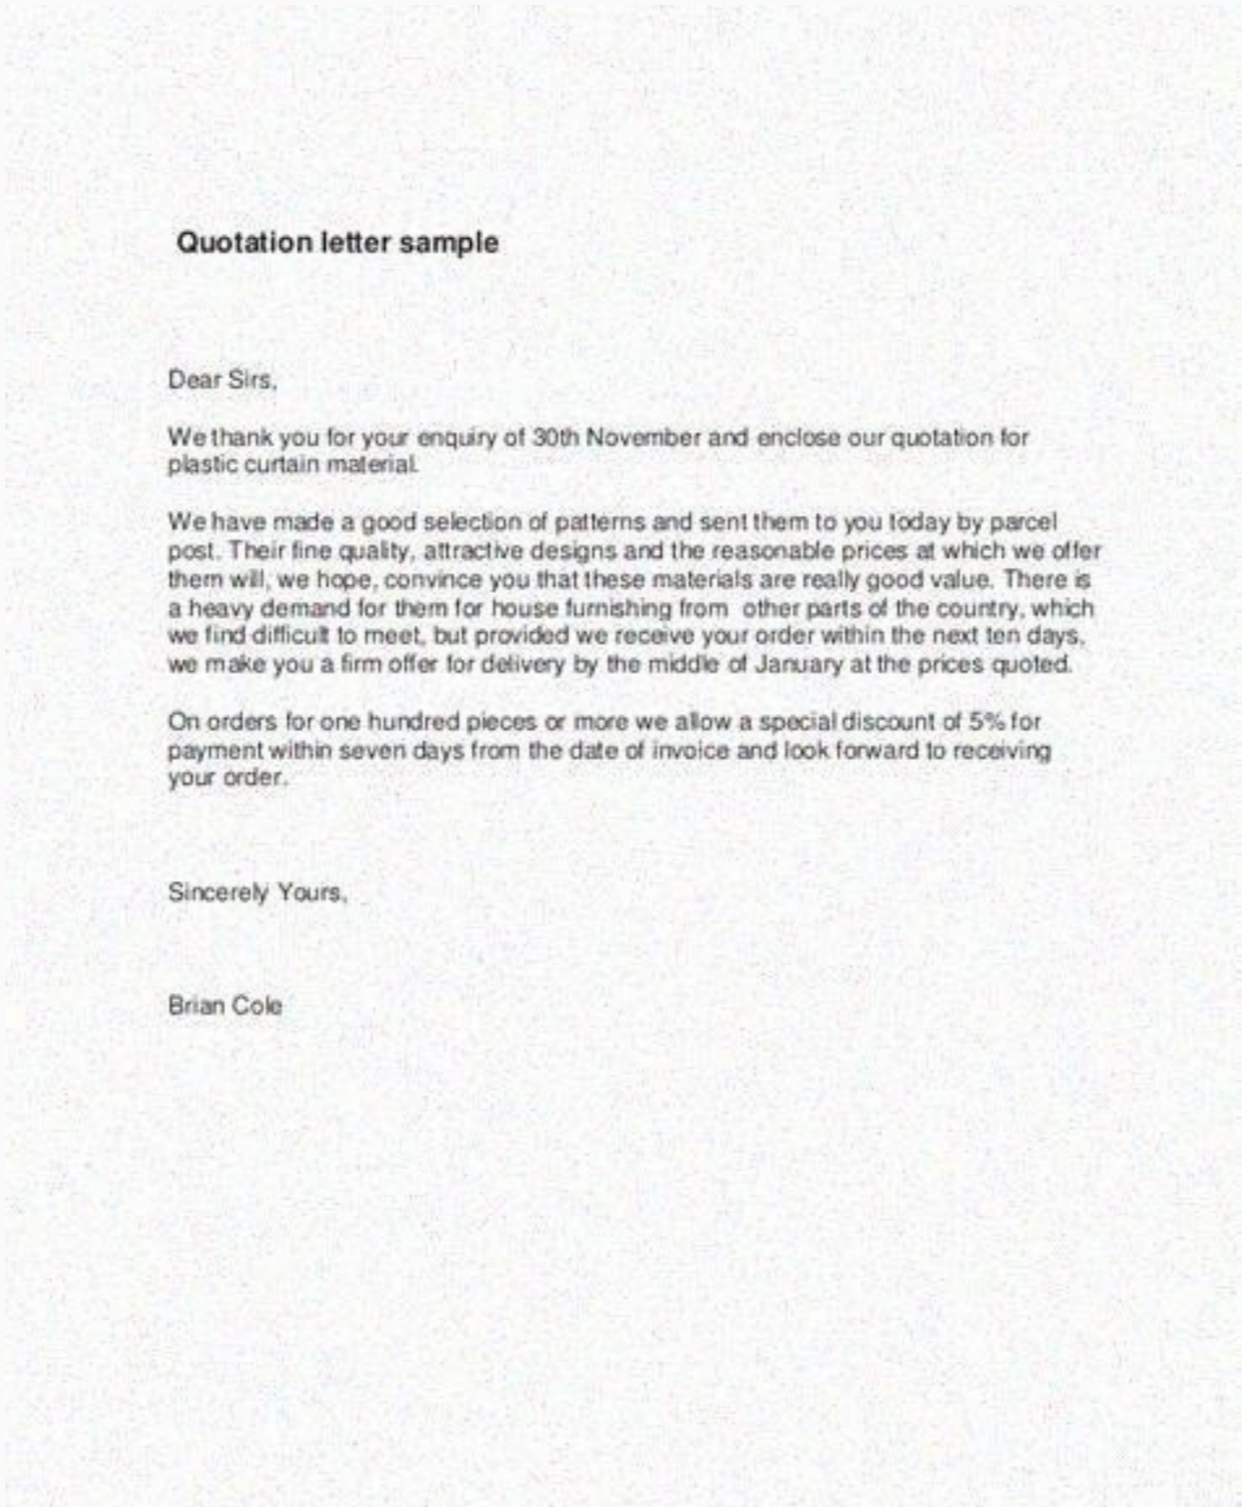 Quotation letter sample
Dear Sirs,
We thank you for your enquiry of 30th November and enclose our quotation for
plastic curtain material.
We have made a good selection of patterns and sent them to you today by parcel
post. Their fine quality, attractive designs and the reasonable prices at which we offer
them will, we hope, convince you that these materials are really good value. There is
a heavy demand for them for house furnishing from other parts of the country, which
we find difficult to meet, but provided we receive your order within the next ten days,
we make you a firm offer for delivery by the middle of January at the prices quoted.
On orders for one hundred pieces or more we allow a special discount of 5% for
payment within seven days from the date of invoice and look forward to receiving
your order.
Sincerely Yours,
Brian Cole